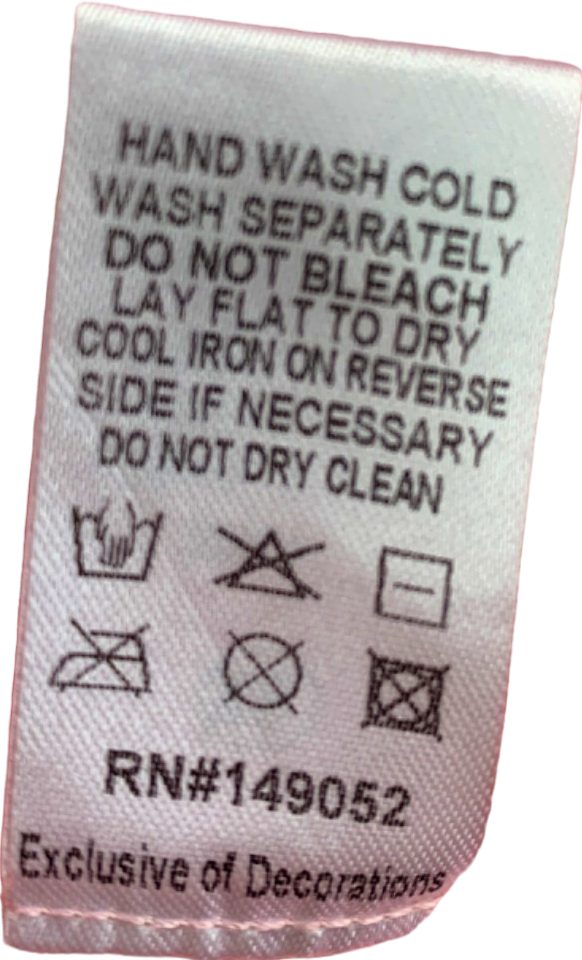 HAND WASH COLD
WASH SEPARATELY
DO NOT BLEACH
LAY FLAT TO DRY
COOL IRON ON REVERSE
SIDE IF NECESSARY
DO NOT DRY CLEAN
RN#149052
Exclusive of Decorations